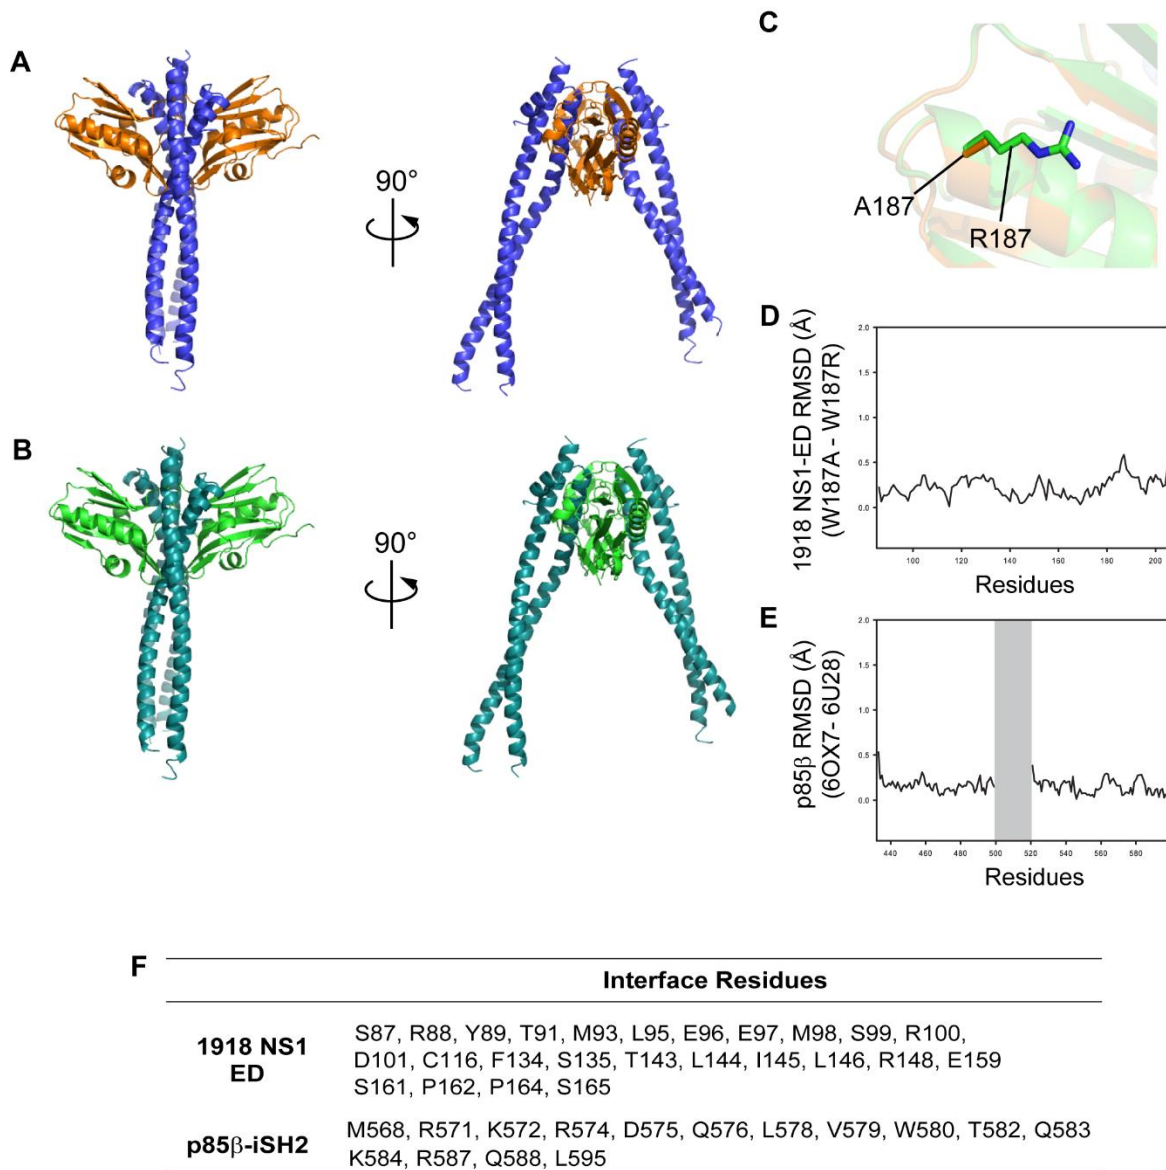 A
90°
B
90°
C
A187
R187
D
1918 NS1-ED RMSD (Å)
(W187A - W187R)
2.0
1.5
1.0
0.5
0.0
100
120
140
160
180
200
Residues
E
p85β RMSD (Å)
(6OX7- 6U28)
2.0
1.5
1.0
0.5
0.0
440
460
480
500
520
540
560
580
Residues
F
Interface Residues
1918 NS1
ED
S87, R88, Y89, T91, M93, L95, E96, E97, M98, S99, R100,
D101, C116, F134, S135, T143, L144, I145, L146, R148, E159
S161, P162, P164, S165
p85β-iSH2
M568, R571, K572, R574, D575, Q576, L578, V579, W580, T582, Q583
K584, R587, Q588, L595